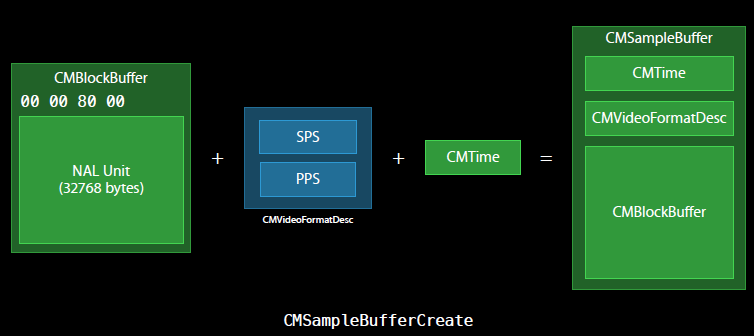 CMBlockBuffer
00 00 80 00
NAL Unit
(32768 bytes)
+
SPS
PPS
CMVideoFormatDesc
+
CMTime
=
CMSampleBuffer
CMTime
CMVideoFormatDesc
CMBlockBuffer
CMSampleBufferCreate